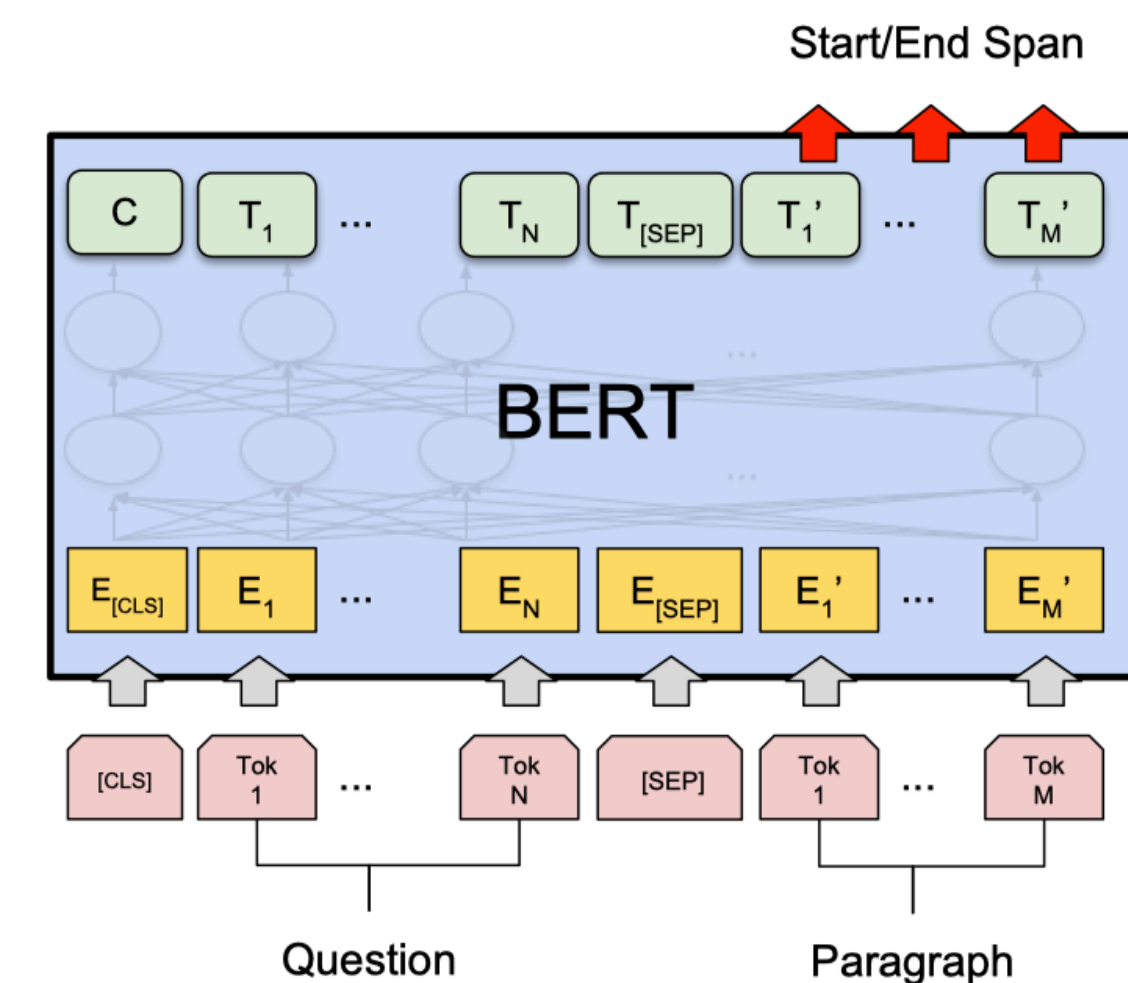 Start/End Span
C T1 ... TN T[SEP] T1’ ... TM’
...
BERT
...
E[CLS] E1 ... EN E[SEP] E1’ ... EM’
[CLS] Tok 1 ... Tok N [SEP] Tok 1 ... Tok M
Question Paragraph